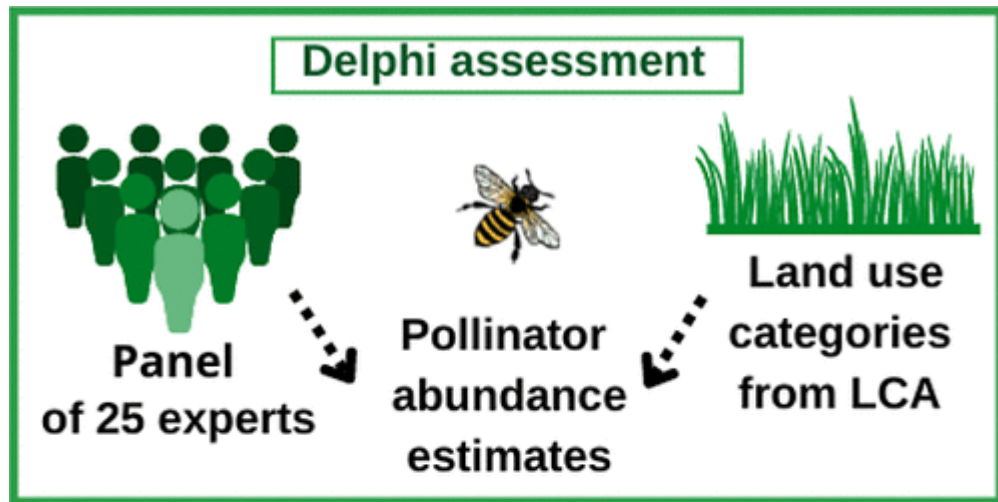 Delphi assessment
Panel
of 25 experts
Pollinator
abundance
estimates
Land use
categories
from LCA